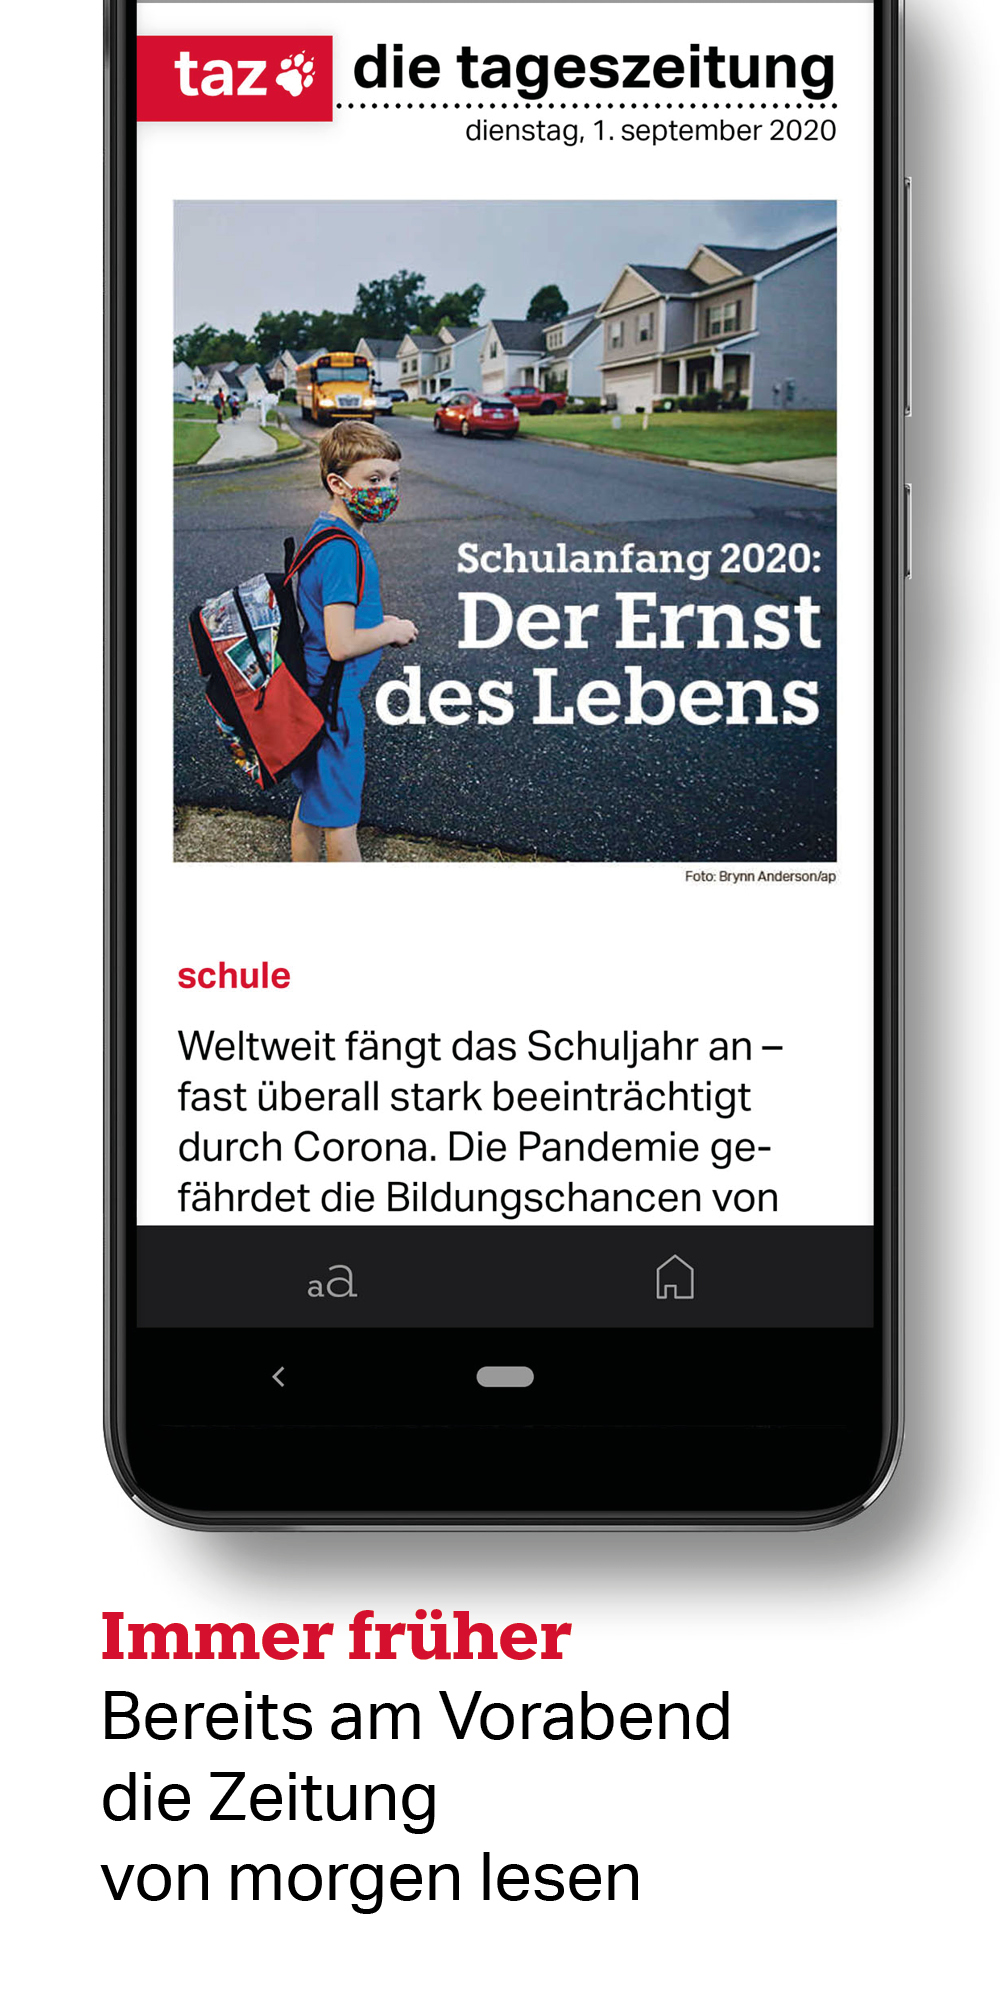 taz die tageszeitung
dienstag, 1. september 2020
Schulanfang 2020:
Der Ernst
des Lebens
Foto: Brynn Anderson/ap
schule
Weltweit fängt das Schuljahr an –
fast überall stark beeinträchtigt
durch Corona. Die Pandemie ge-
fährdet die Bildungschancen von
aa
Immer früher
Bereits am Vorabend
die Zeitung
von morgen lesen